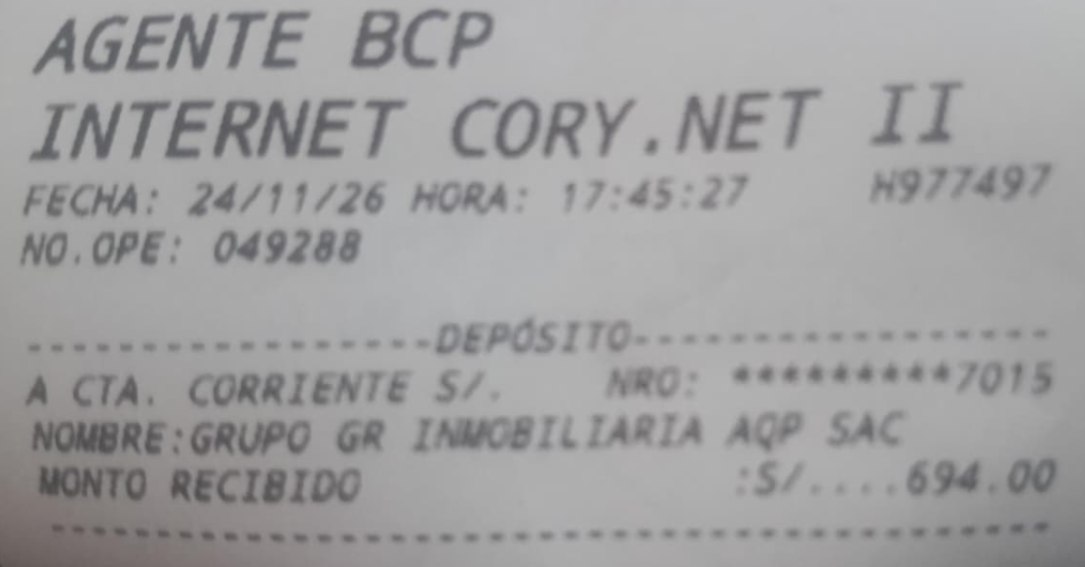 AGENTE BCP
INTERNET CORY.NET II
FECHA: 24/11/26 HORA: 17:45:27 H977497
NO.OPE: 049288
-----------------DEPÓSITO-----------------
A CTA. CORRIENTE S/. NRO: *********7015
NOMBRE:GRUPO GR INMOBILIARIA AQP SAC
MONTO RECIBIDO :S/....694.00
------------------------------------------